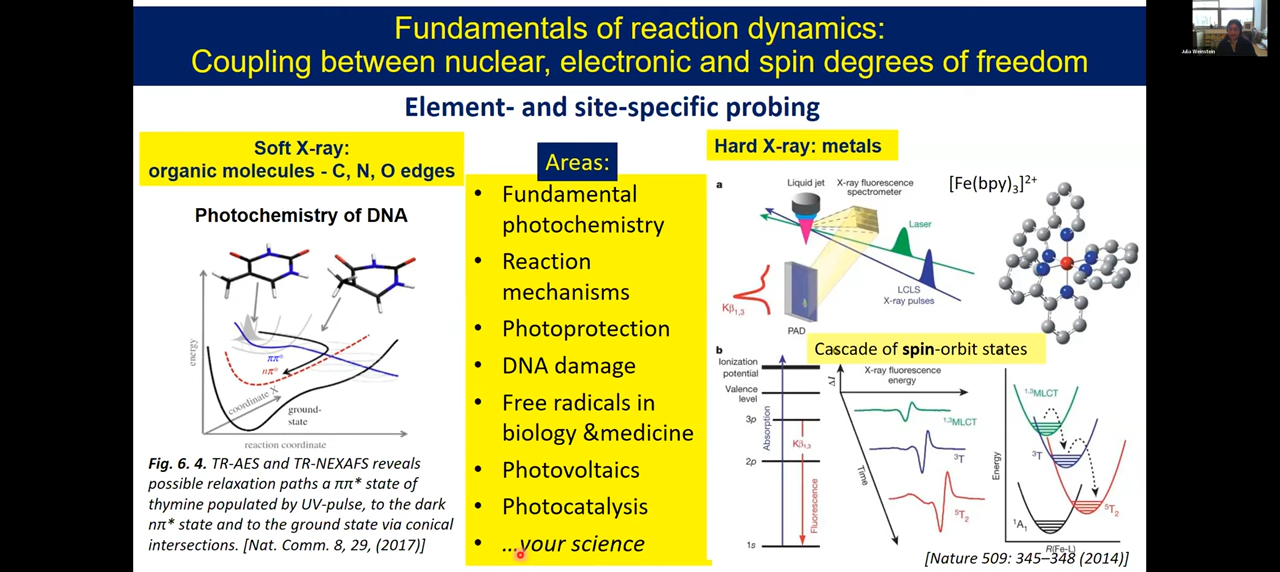 Fundamentals of reaction dynamics:
Coupling between nuclear, electronic and spin degrees of freedom
Julia Weinstein
Element- and site-specific probing
Soft X-ray:
organic molecules - C, N, O edges
Photochemistry of DNA
energy
ππ*
nπ*
coordinate X
ground-
state
reaction coordinate
Fig. 6. 4. TR-AES and TR-NEXAFS reveals
possible relaxation paths a ππ* state of
thymine populated by UV-pulse, to the dark
nπ* state and to the ground state via conical
intersections. [Nat. Comm. 8, 29, (2017)]
Areas:
• Fundamental
photochemistry
• Reaction
mechanisms
• Photoprotection
• DNA damage
• Free radicals in
biology &medicine
• Photovoltaics
• Photocatalysis
• ...your science
Hard X-ray: metals
a
Liquid jet
X-ray fluorescence
spectrometer
Laser
LCLS
X-ray pulses
Kβ1,3
PAD
[Fe(bpy)3]2+
b
Cascade of spin-orbit states
Ionization
potential
Valence
level
3p
2p
1s
Absorption
Kβ1,3
Fluorescence
ΔI
X-ray fluorescence
energy
Time
1,3MLCT
3T
5T2
Energy
1,3MLCT
3T
5T2
1A1
R(Fe-L)
[Nature 509: 345–348 (2014)]